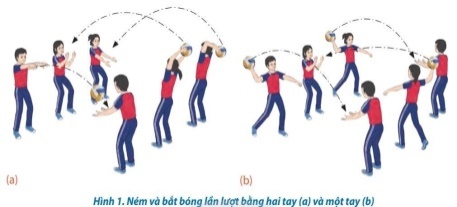 (a)
(b)
Hình 1. Ném và bắt bóng lần lượt bằng hai tay (a) và một tay (b)